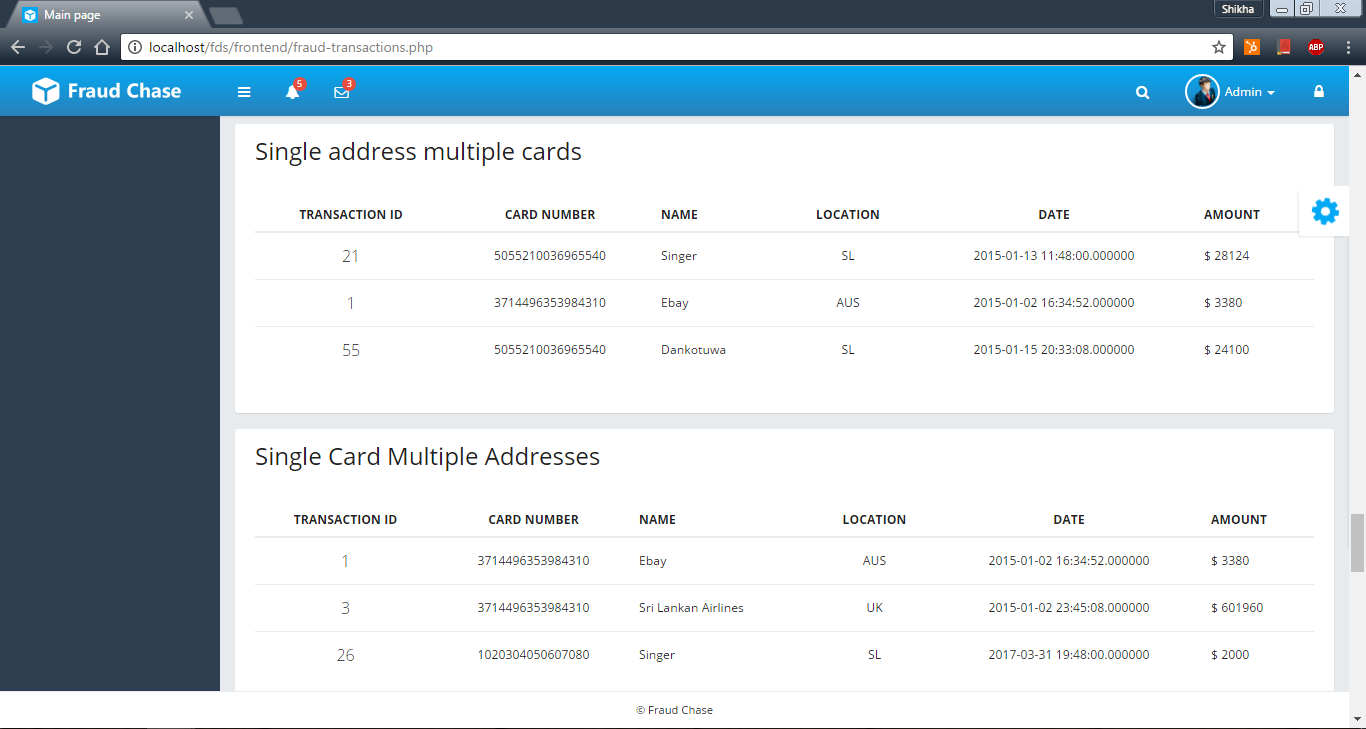 Main page
Shikha
localhost/fds/frontend/fraud-transactions.php
ABP
Fraud Chase
5
3
Admin
Single address multiple cards
TRANSACTION ID CARD NUMBER NAME LOCATION DATE AMOUNT
21 5055210036965540 Singer SL 2015-01-13 11:48:00.000000 $ 28124
1 3714496353984310 Ebay AUS 2015-01-02 16:34:52.000000 $ 3380
55 5055210036965540 Dankotuwa SL 2015-01-15 20:33:08.000000 $ 24100
Single Card Multiple Addresses
TRANSACTION ID CARD NUMBER NAME LOCATION DATE AMOUNT
1 3714496353984310 Ebay AUS 2015-01-02 16:34:52.000000 $ 3380
3 3714496353984310 Sri Lankan Airlines UK 2015-01-02 23:45:08.000000 $ 601960
26 1020304050607080 Singer SL 2017-03-31 19:48:00.000000 $ 2000
© Fraud Chase